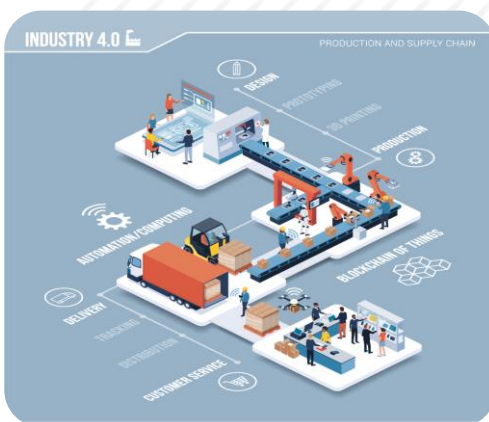 INDUSTRY 4.0
PRODUCTION AND SUPPLY CHAIN
DESIGN
PROTOTYPING
3D PRINTING
PRODUCTION
AUTOMATION/COMPUTING
BLOCKCHAIN OF THINGS
DELIVERY
TRACKING
DISTRIBUTION
CUSTOMER SERVICE